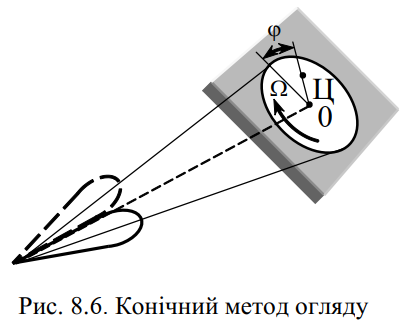 φ
Ω
Ц
0
Рис. 8.6. Конічний метод огляду